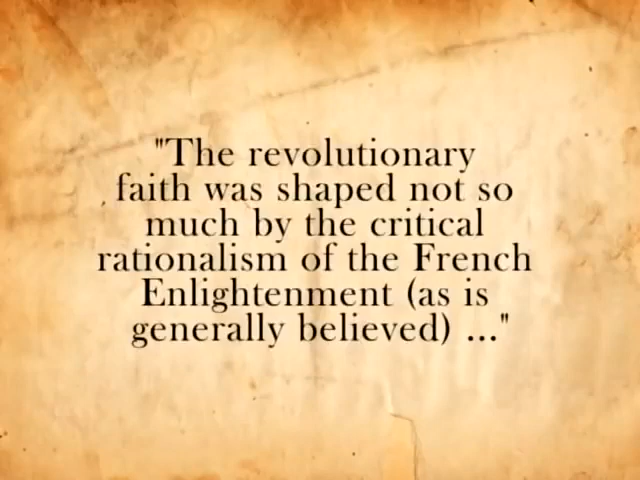 "The revolutionary
faith was shaped not so
much by the critical
rationalism of the French
Enlightenment (as is
generally believed) ..."